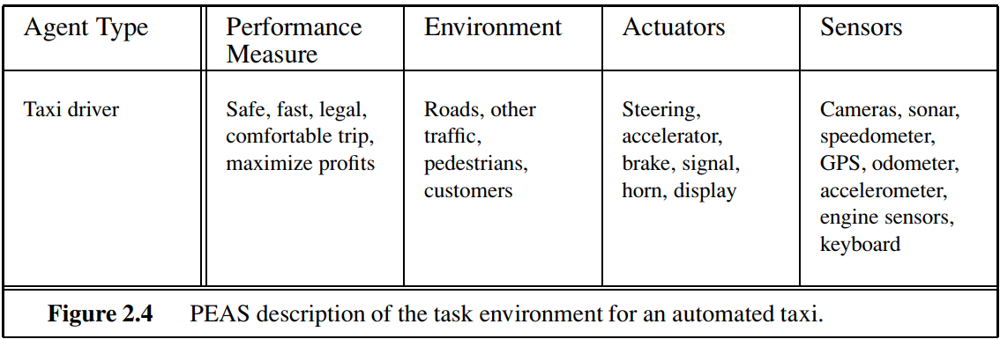 Agent Type
Performance
Measure
Environment
Actuators
Sensors
Taxi driver
Safe, fast, legal,
comfortable trip,
maximize profits
Roads, other
traffic,
pedestrians,
customers
Steering,
accelerator,
brake, signal,
horn, display
Cameras, sonar,
speedometer,
GPS, odometer,
accelerometer,
engine sensors,
keyboard
Figure 2.4 PEAS description of the task environment for an automated taxi.